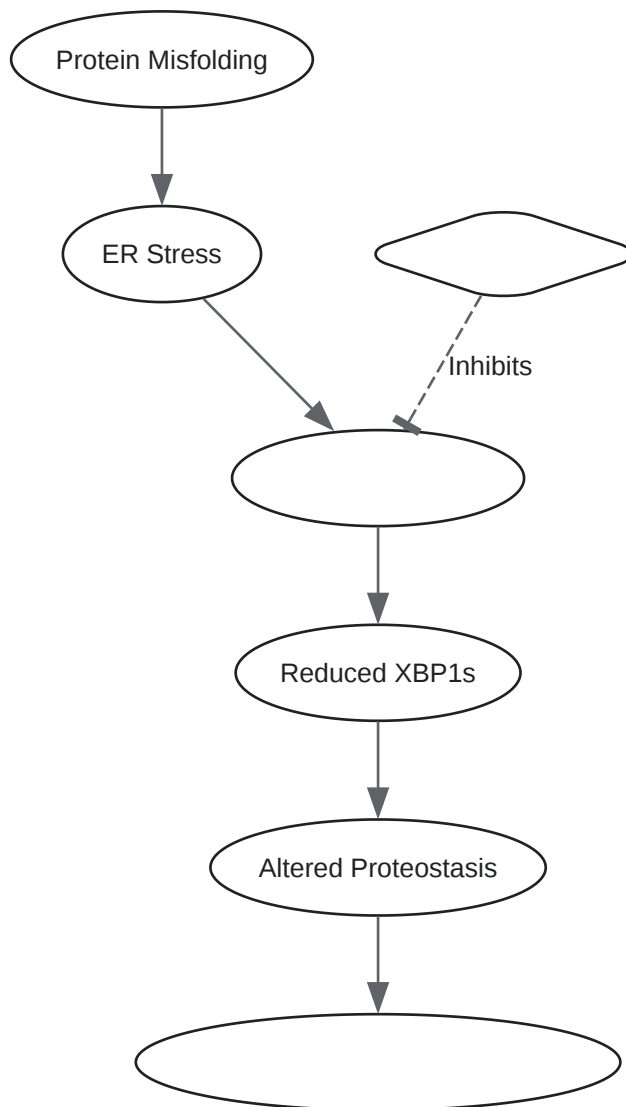 Protein Misfolding
ER Stress
Inhibits
Reduced XBP1s
Altered Proteostasis